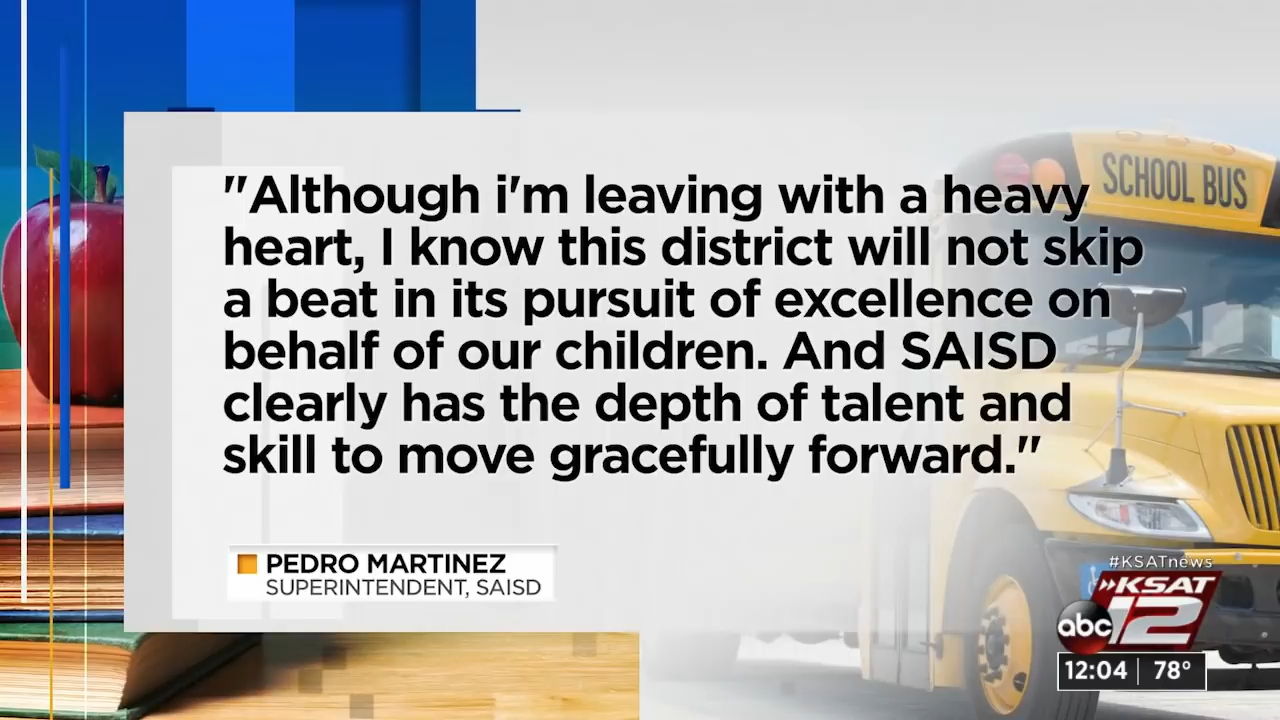 SCHOOL BUS
"Although i'm leaving with a heavy
heart, I know this district will not skip
a beat in its pursuit of excellence on
behalf of our children. And SAISD
clearly has the depth of talent and
skill to move gracefully forward."
PEDRO MARTINEZ
SUPERINTENDENT, SAISD
#KSATnews
KSAT
abc 12
12:04 78°